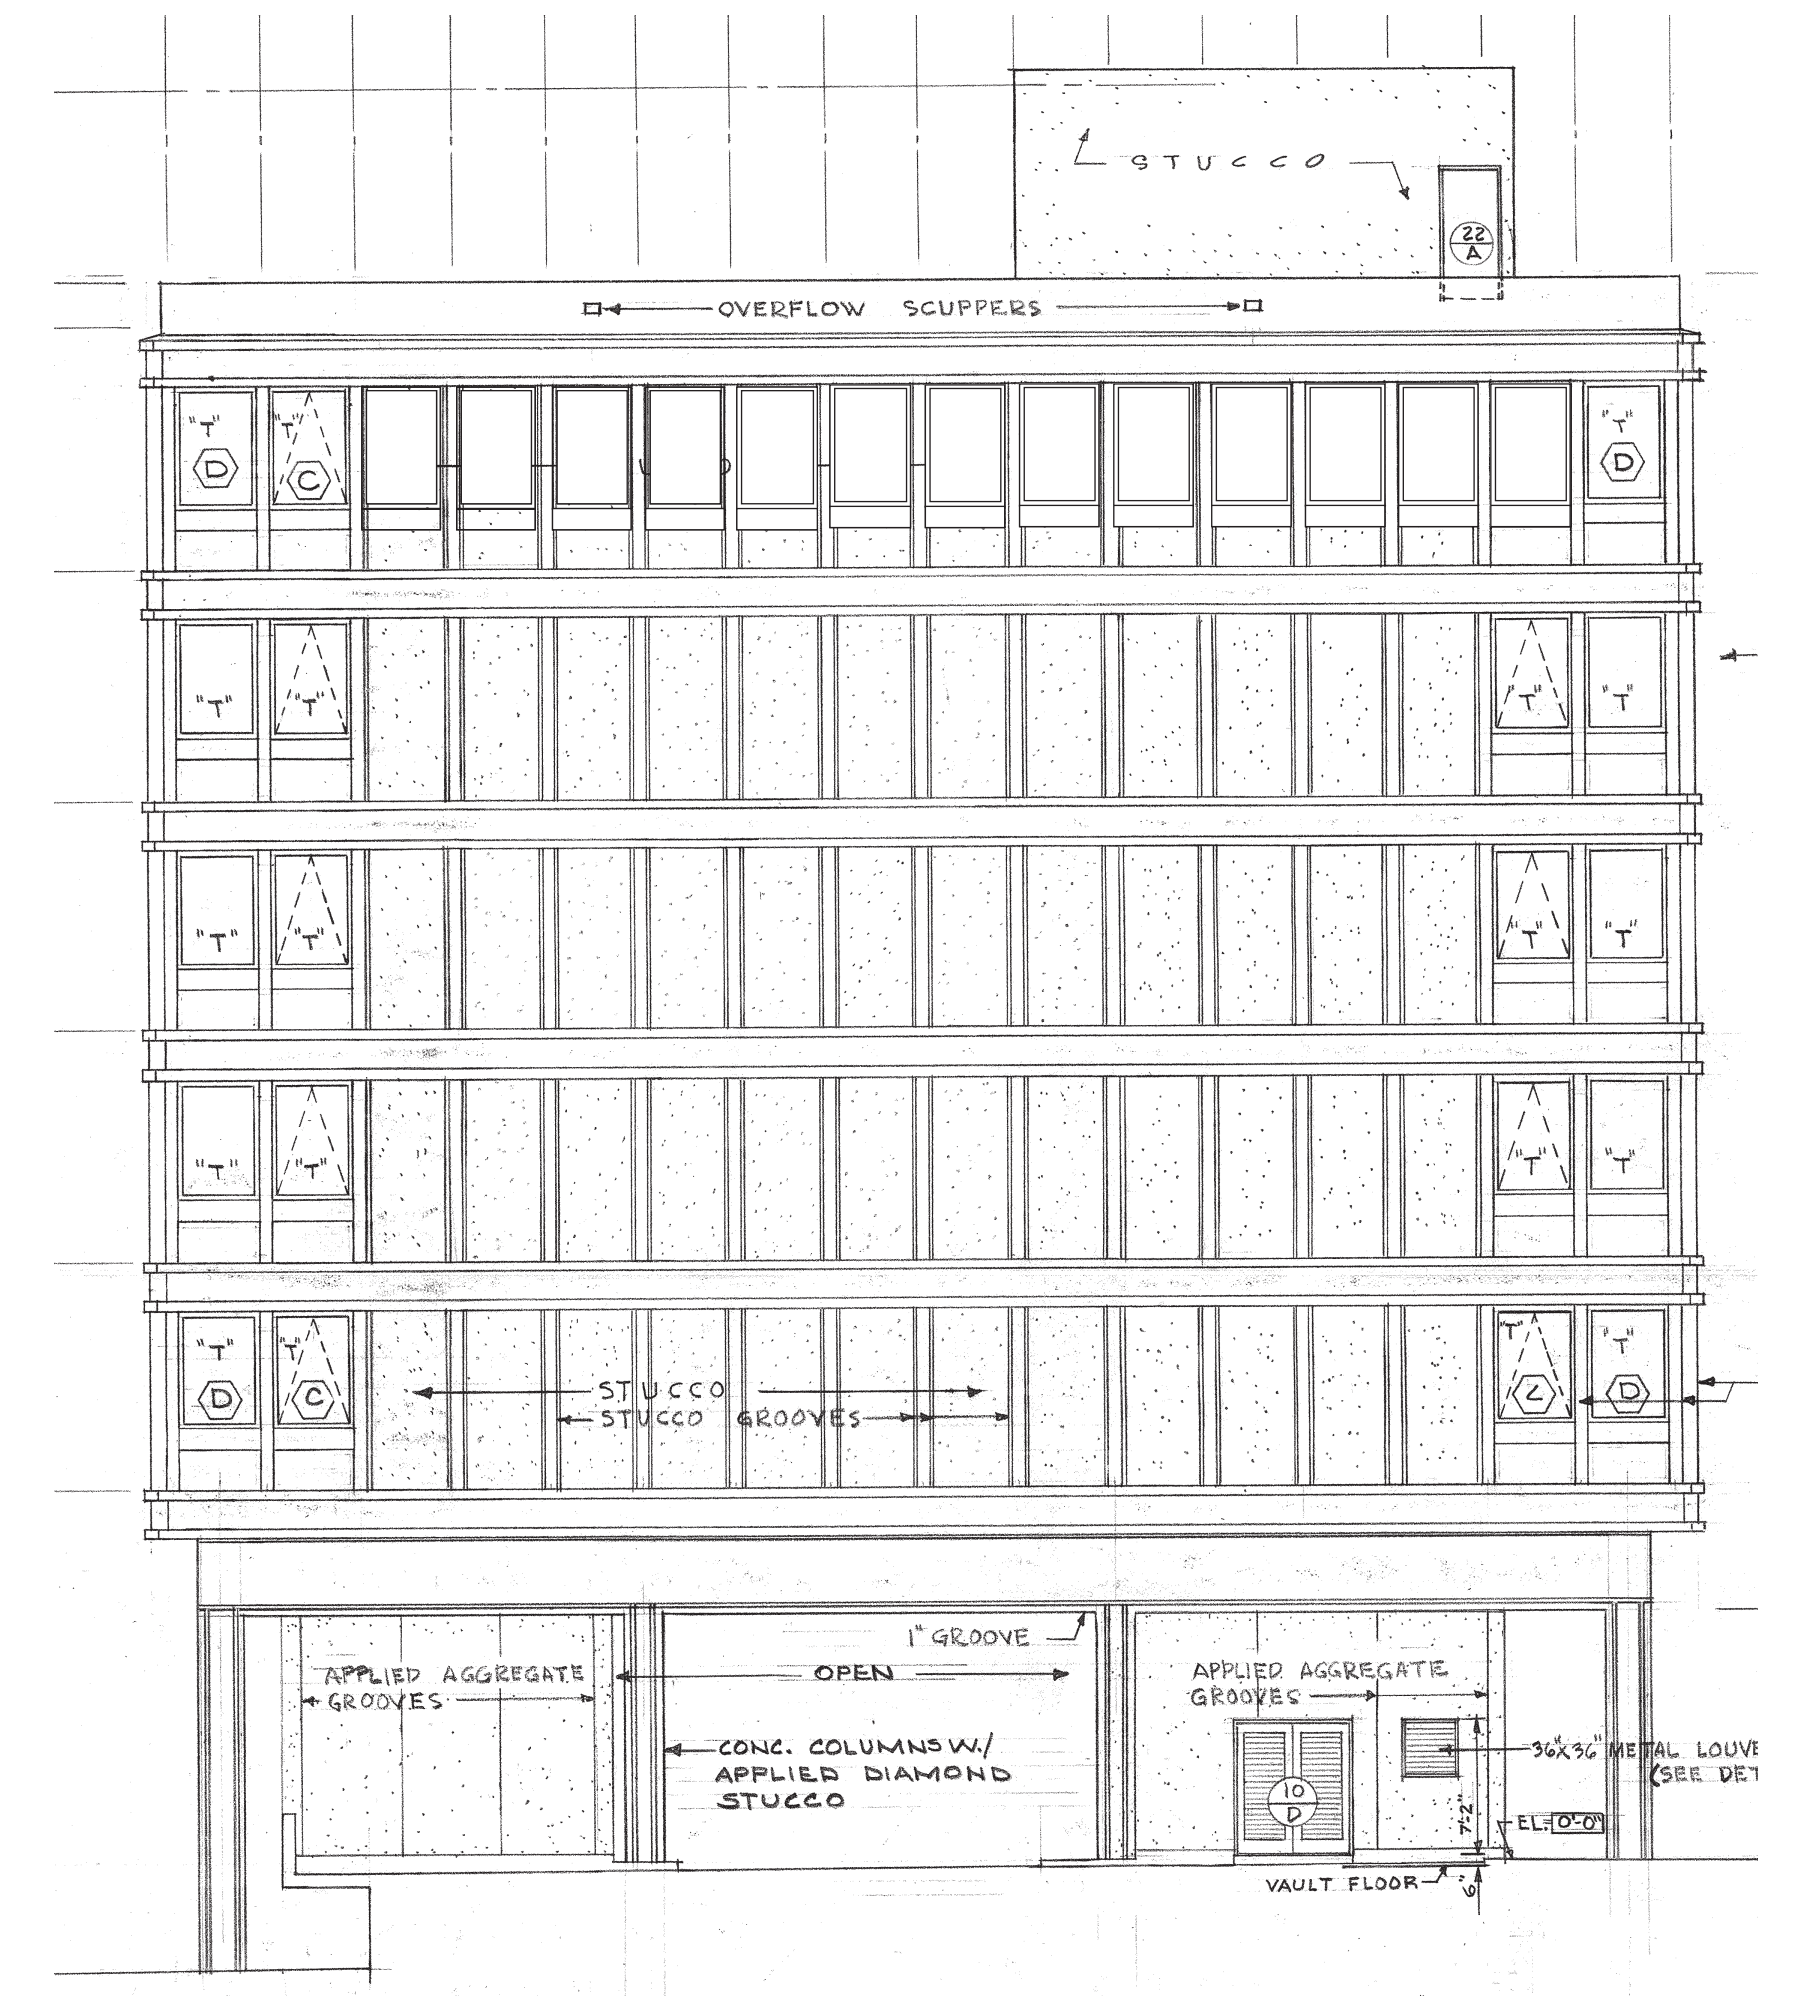 S T U C C O
22
A
OVERFLOW SCUPPERS
"T" "T" "T"
D C D
"T" "T" "T" "T"
"T" "T" "T" "T"
"T" "T" "T" "T"
"T" "T" "T" "T"
D C C D
STUCCO
STUCCO GROOVES
1" GROOVE
APPLIED AGGREGATE
GROOVES
OPEN
APPLIED AGGREGATE
GROOVES
CONC. COLUMNS W./
APPLIED DIAMOND
STUCCO
36"X36" METAL LOUVE
(SEE DET
10
D
7'-2"
EL. 0'-0"
VAULT FLOOR
6"